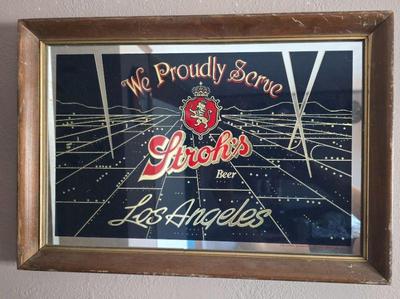 We Proudly Serve
Stroh's
Beer
Los Angeles